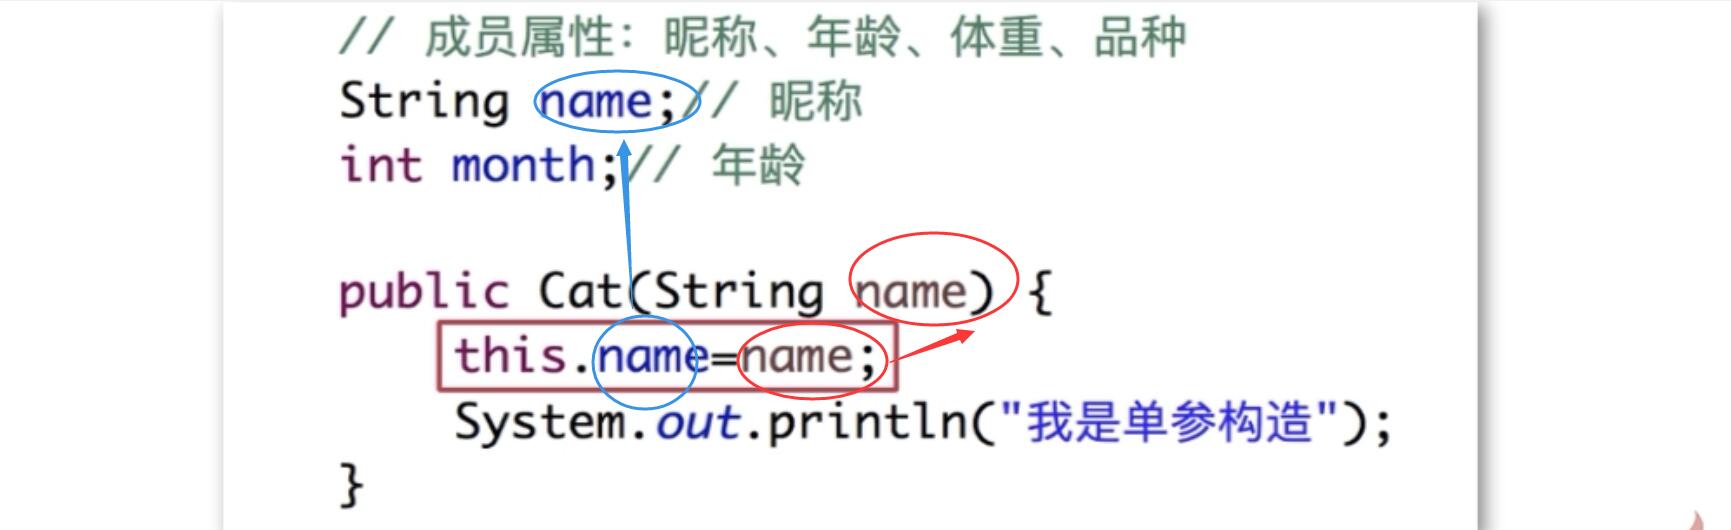 // 成员属性：昵称、年龄、体重、品种
String name;// 昵称
int month;// 年龄
public Cat(String name) {
this.name=name;
System.out.println("我是单参构造");
}